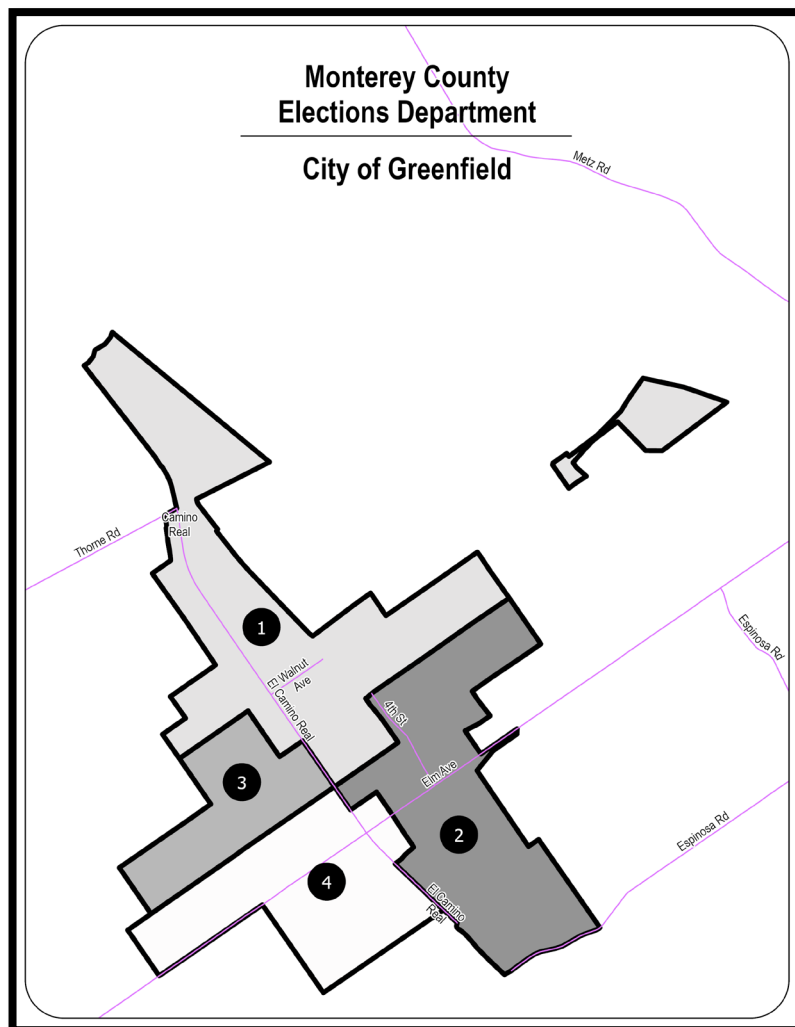 Monterey County
Elections Department
City of Greenfield
Metz Rd
Camino
Real
Thorne Rd
1
El Walnut
Ave
El Camino Real
4th St
Espinosa Rd
3
Elm Ave
2
Espinosa Rd
4
El Camino
Real